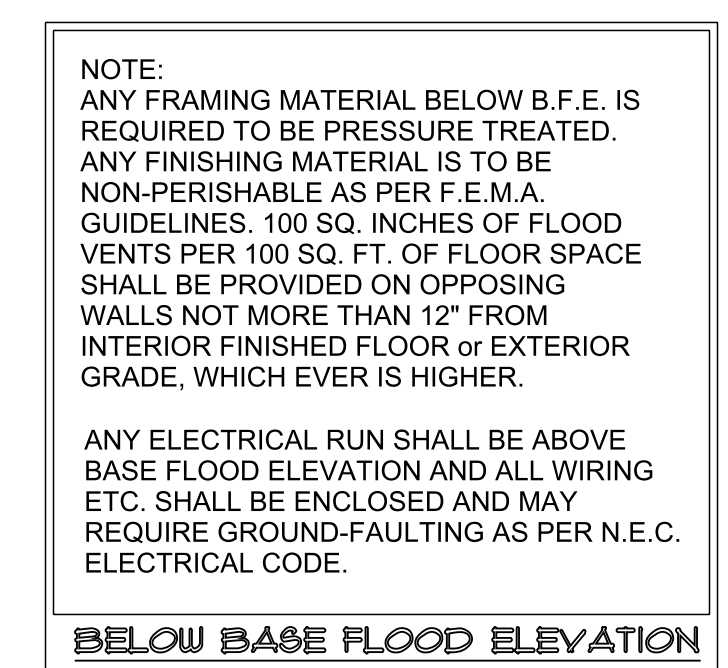 NOTE:
ANY FRAMING MATERIAL BELOW B.F.E. IS
REQUIRED TO BE PRESSURE TREATED.
ANY FINISHING MATERIAL IS TO BE
NON-PERISHABLE AS PER F.E.M.A.
GUIDELINES. 100 SQ. INCHES OF FLOOD
VENTS PER 100 SQ. FT. OF FLOOR SPACE
SHALL BE PROVIDED ON OPPOSING
WALLS NOT MORE THAN 12" FROM
INTERIOR FINISHED FLOOR or EXTERIOR
GRADE, WHICH EVER IS HIGHER.
ANY ELECTRICAL RUN SHALL BE ABOVE
BASE FLOOD ELEVATION AND ALL WIRING
ETC. SHALL BE ENCLOSED AND MAY
REQUIRE GROUND-FAULTING AS PER N.E.C.
ELECTRICAL CODE.
BELOW BASE FLOOD ELEVATION